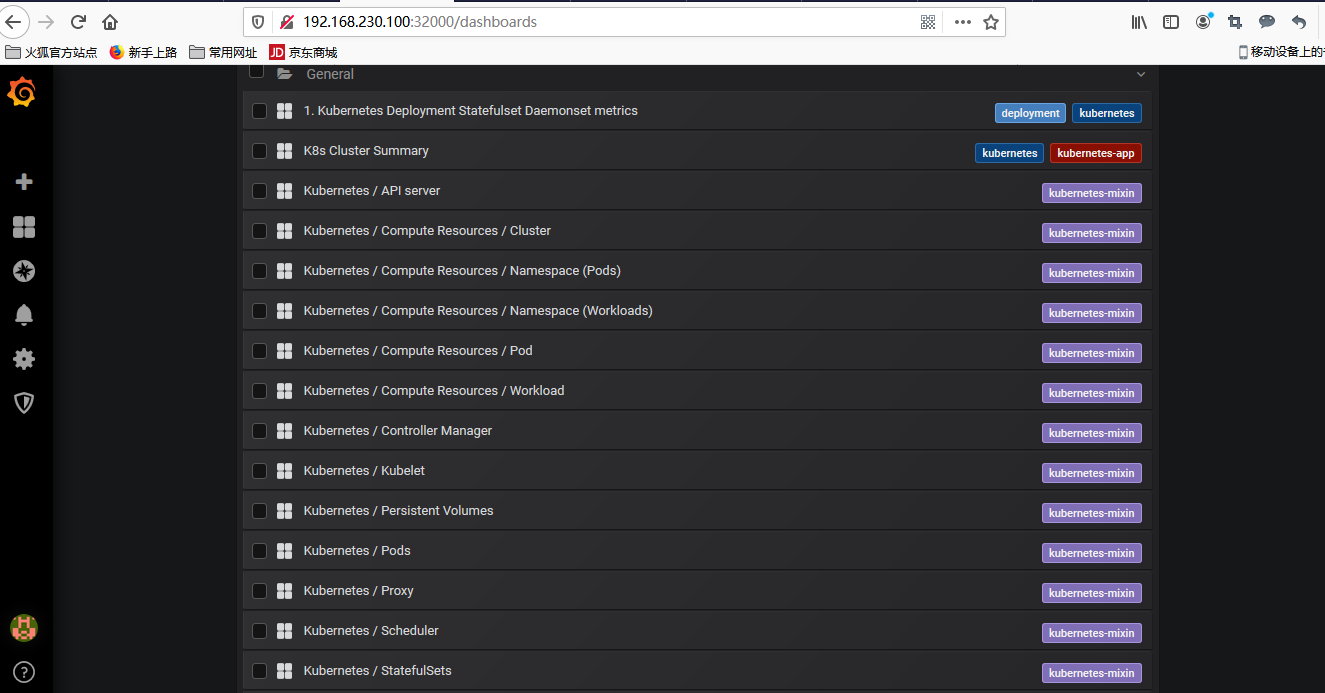 192.168.230.100:32000/dashboards
火狐官方站点 新手上路 常用网址 JD 京东商城 移动设备上的
General
1. Kubernetes Deployment Statefulset Daemonset metrics deployment kubernetes
K8s Cluster Summary kubernetes kubernetes-app
Kubernetes / API server kubernetes-mixin
Kubernetes / Compute Resources / Cluster kubernetes-mixin
Kubernetes / Compute Resources / Namespace (Pods) kubernetes-mixin
Kubernetes / Compute Resources / Namespace (Workloads) kubernetes-mixin
Kubernetes / Compute Resources / Pod kubernetes-mixin
Kubernetes / Compute Resources / Workload kubernetes-mixin
Kubernetes / Controller Manager kubernetes-mixin
Kubernetes / Kubelet kubernetes-mixin
Kubernetes / Persistent Volumes kubernetes-mixin
Kubernetes / Pods kubernetes-mixin
Kubernetes / Proxy kubernetes-mixin
Kubernetes / Scheduler kubernetes-mixin
Kubernetes / StatefulSets kubernetes-mixin